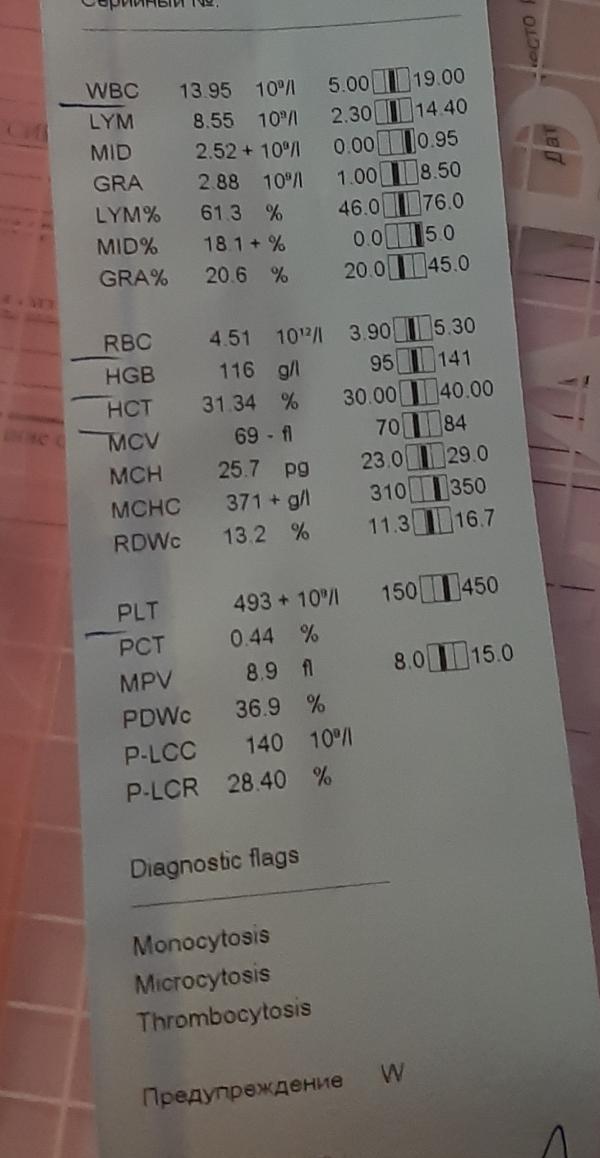 Серийный №:
WBC 13.95 10⁹/l 5.00 19.00
LYM 8.55 10⁹/l 2.30 14.40
MID 2.52 + 10⁹/l 0.00 0.95
GRA 2.88 10⁹/l 1.00 8.50
LYM% 61.3 % 46.0 76.0
MID% 18.1 + % 0.0 5.0
GRA% 20.6 % 20.0 45.0
RBC 4.51 10¹²/l 3.90 5.30
HGB 116 g/l 95 141
HCT 31.34 % 30.00 40.00
MCV 69 - fl 70 84
MCH 25.7 pg 23.0 29.0
MCHC 371 + g/l 310 350
RDWc 13.2 % 11.3 16.7
PLT 493 + 10⁹/l 150 450
PCT 0.44 %
MPV 8.9 fl 8.0 15.0
PDWc 36.9 %
P-LCC 140 10⁹/l
P-LCR 28.40 %
Diagnostic flags
Monocytosis
Microcytosis
Thrombocytosis
Предупреждение W